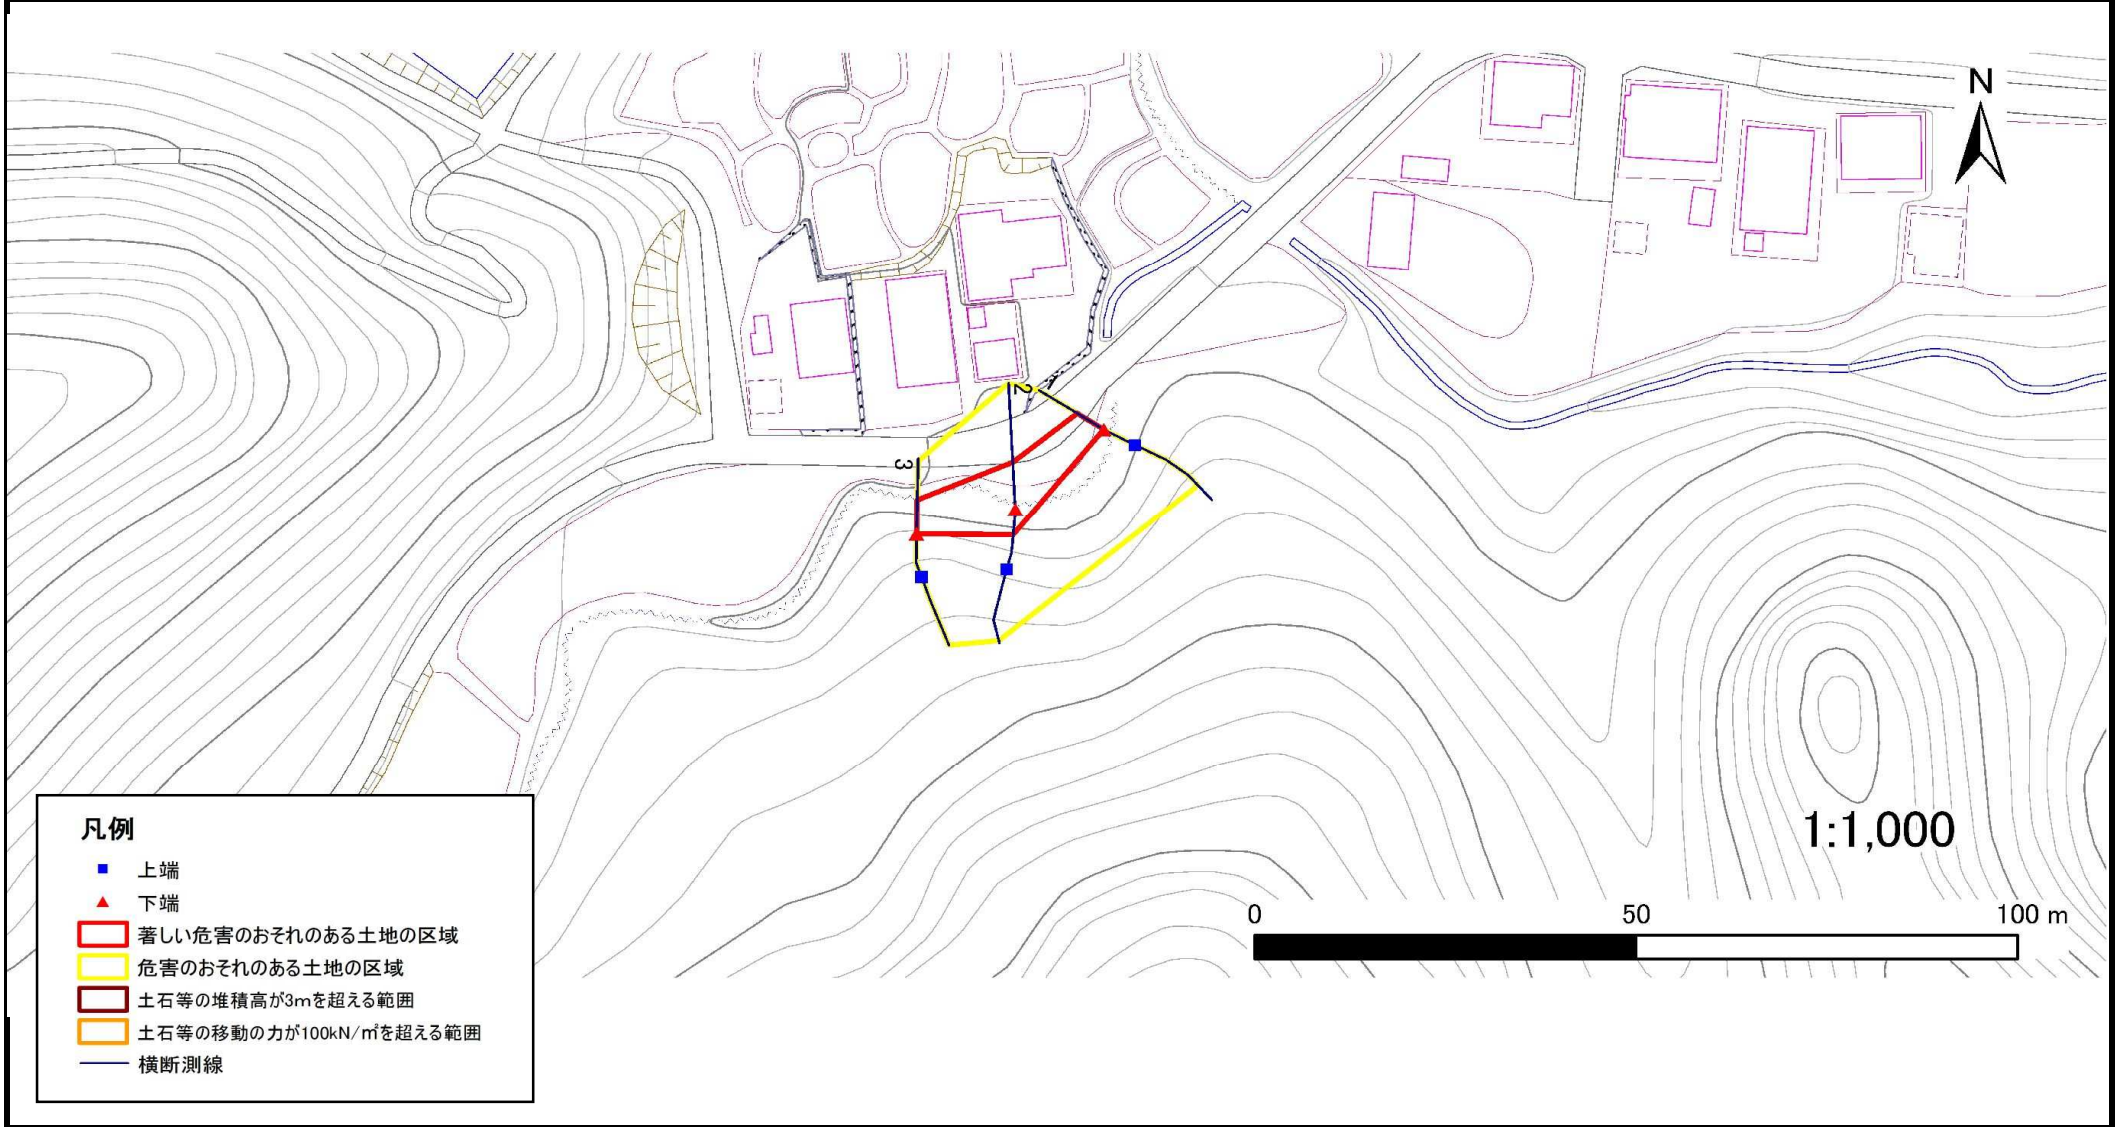 N
2
3
1:1,000
0 50 100 m
凡例
上端
下端
著しい危害のおそれのある土地の区域
危害のおそれのある土地の区域
土石等の堆積高が3mを超える範囲
土石等の移動の力が100kN/㎡を超える範囲
横断測線